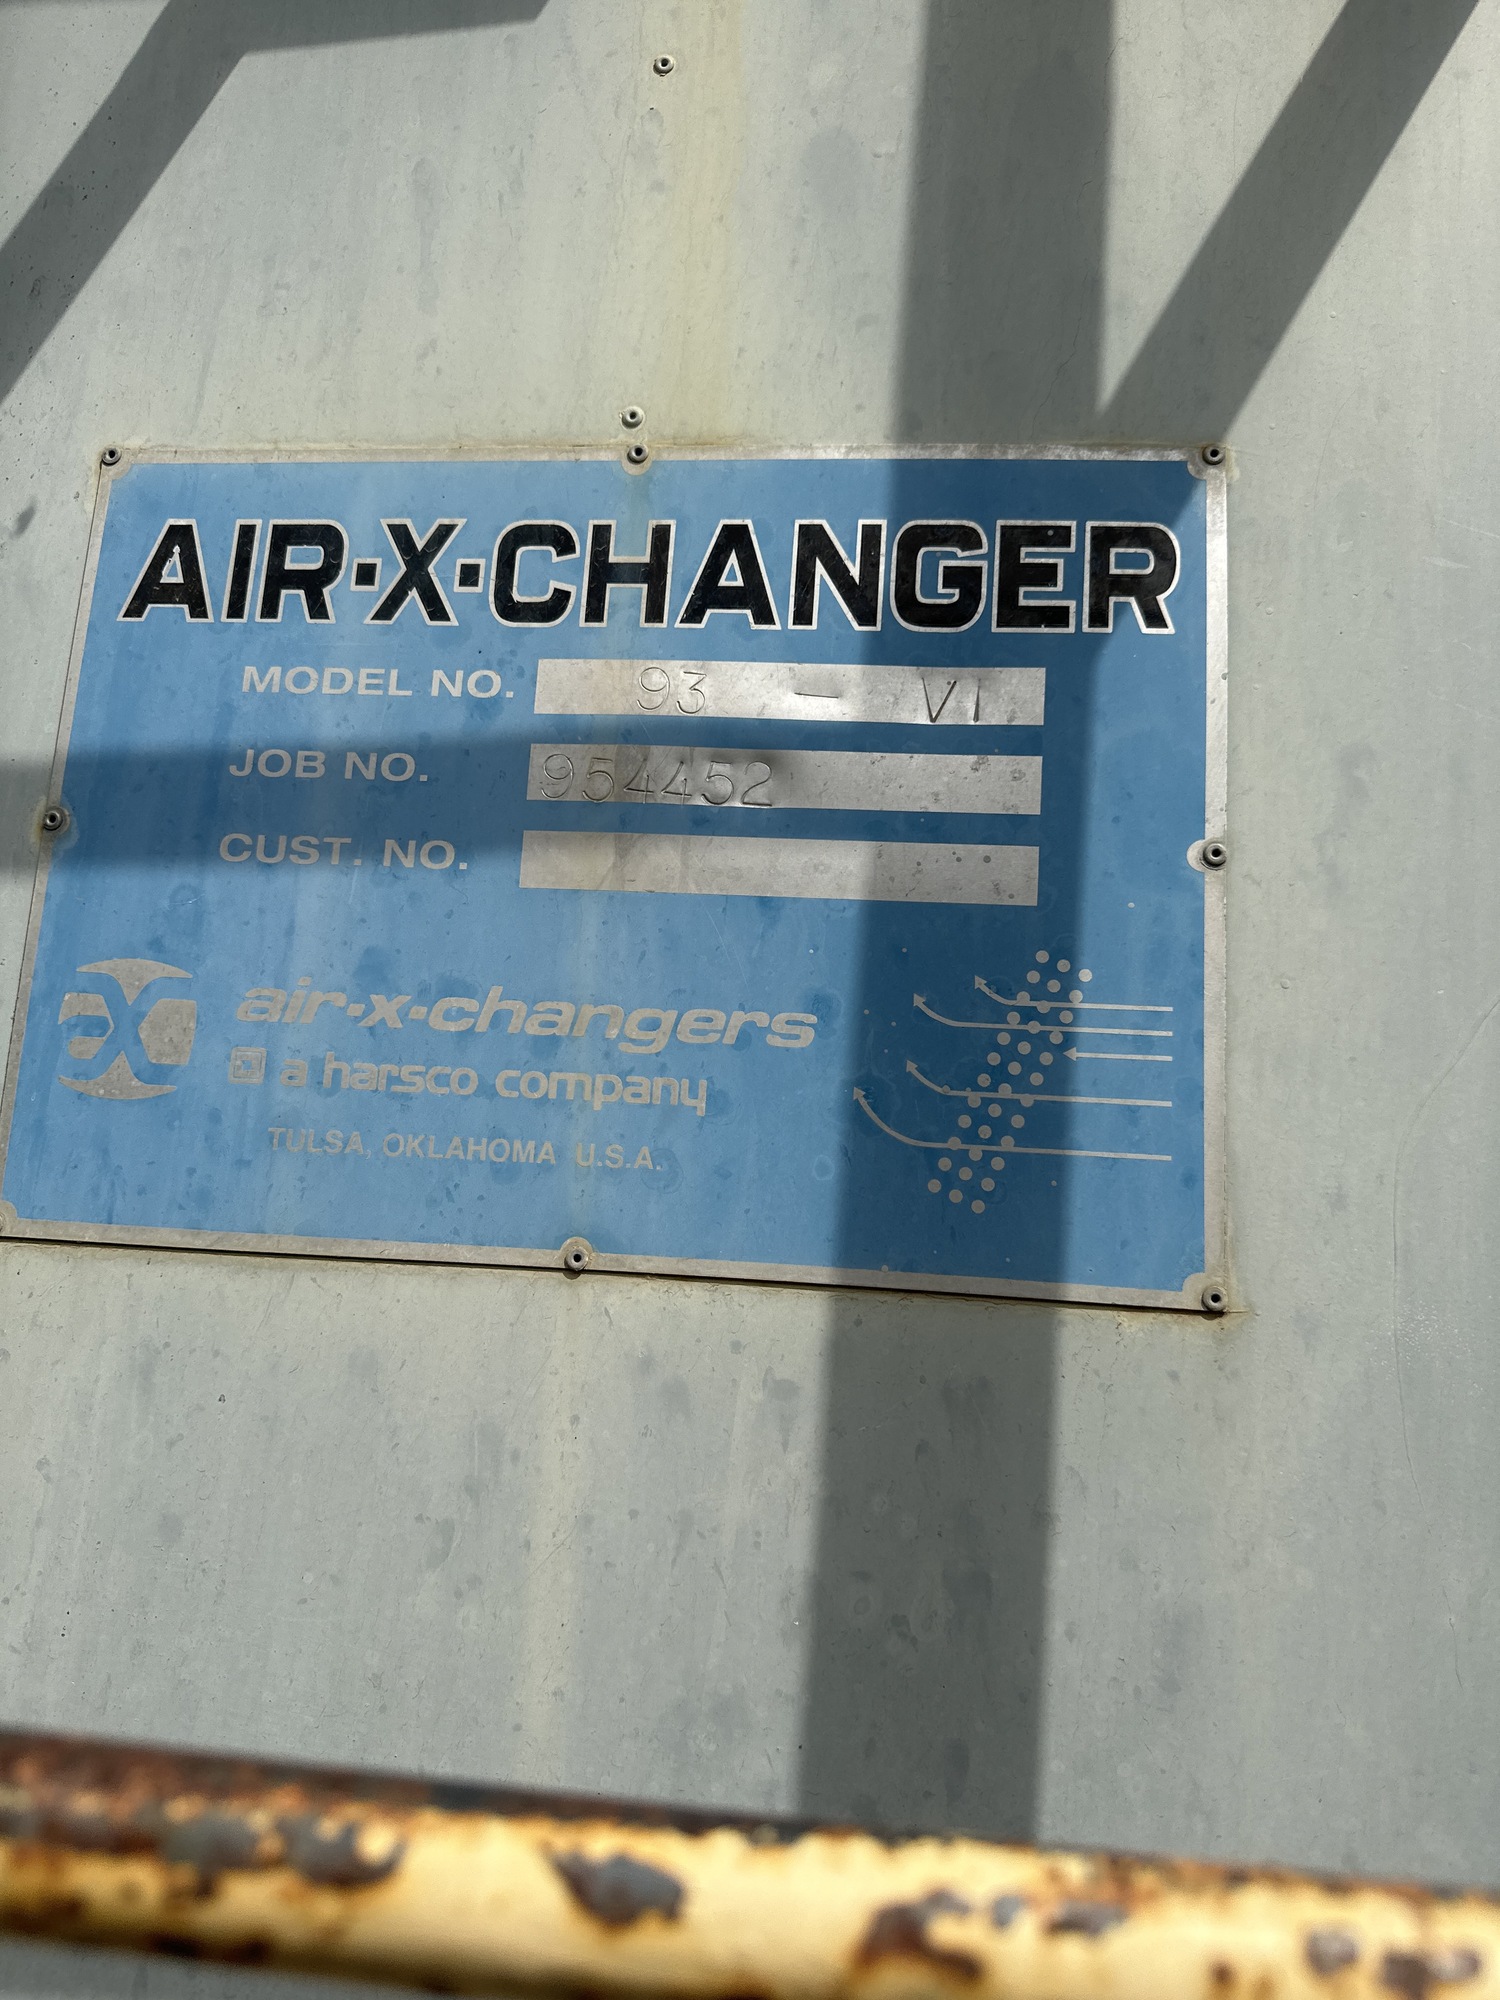 AIR·X·CHANGER
MODEL NO. 93 - VI
JOB NO. 954452
CUST. NO.
air·x·changers
a harsco company
TULSA, OKLAHOMA U.S.A.